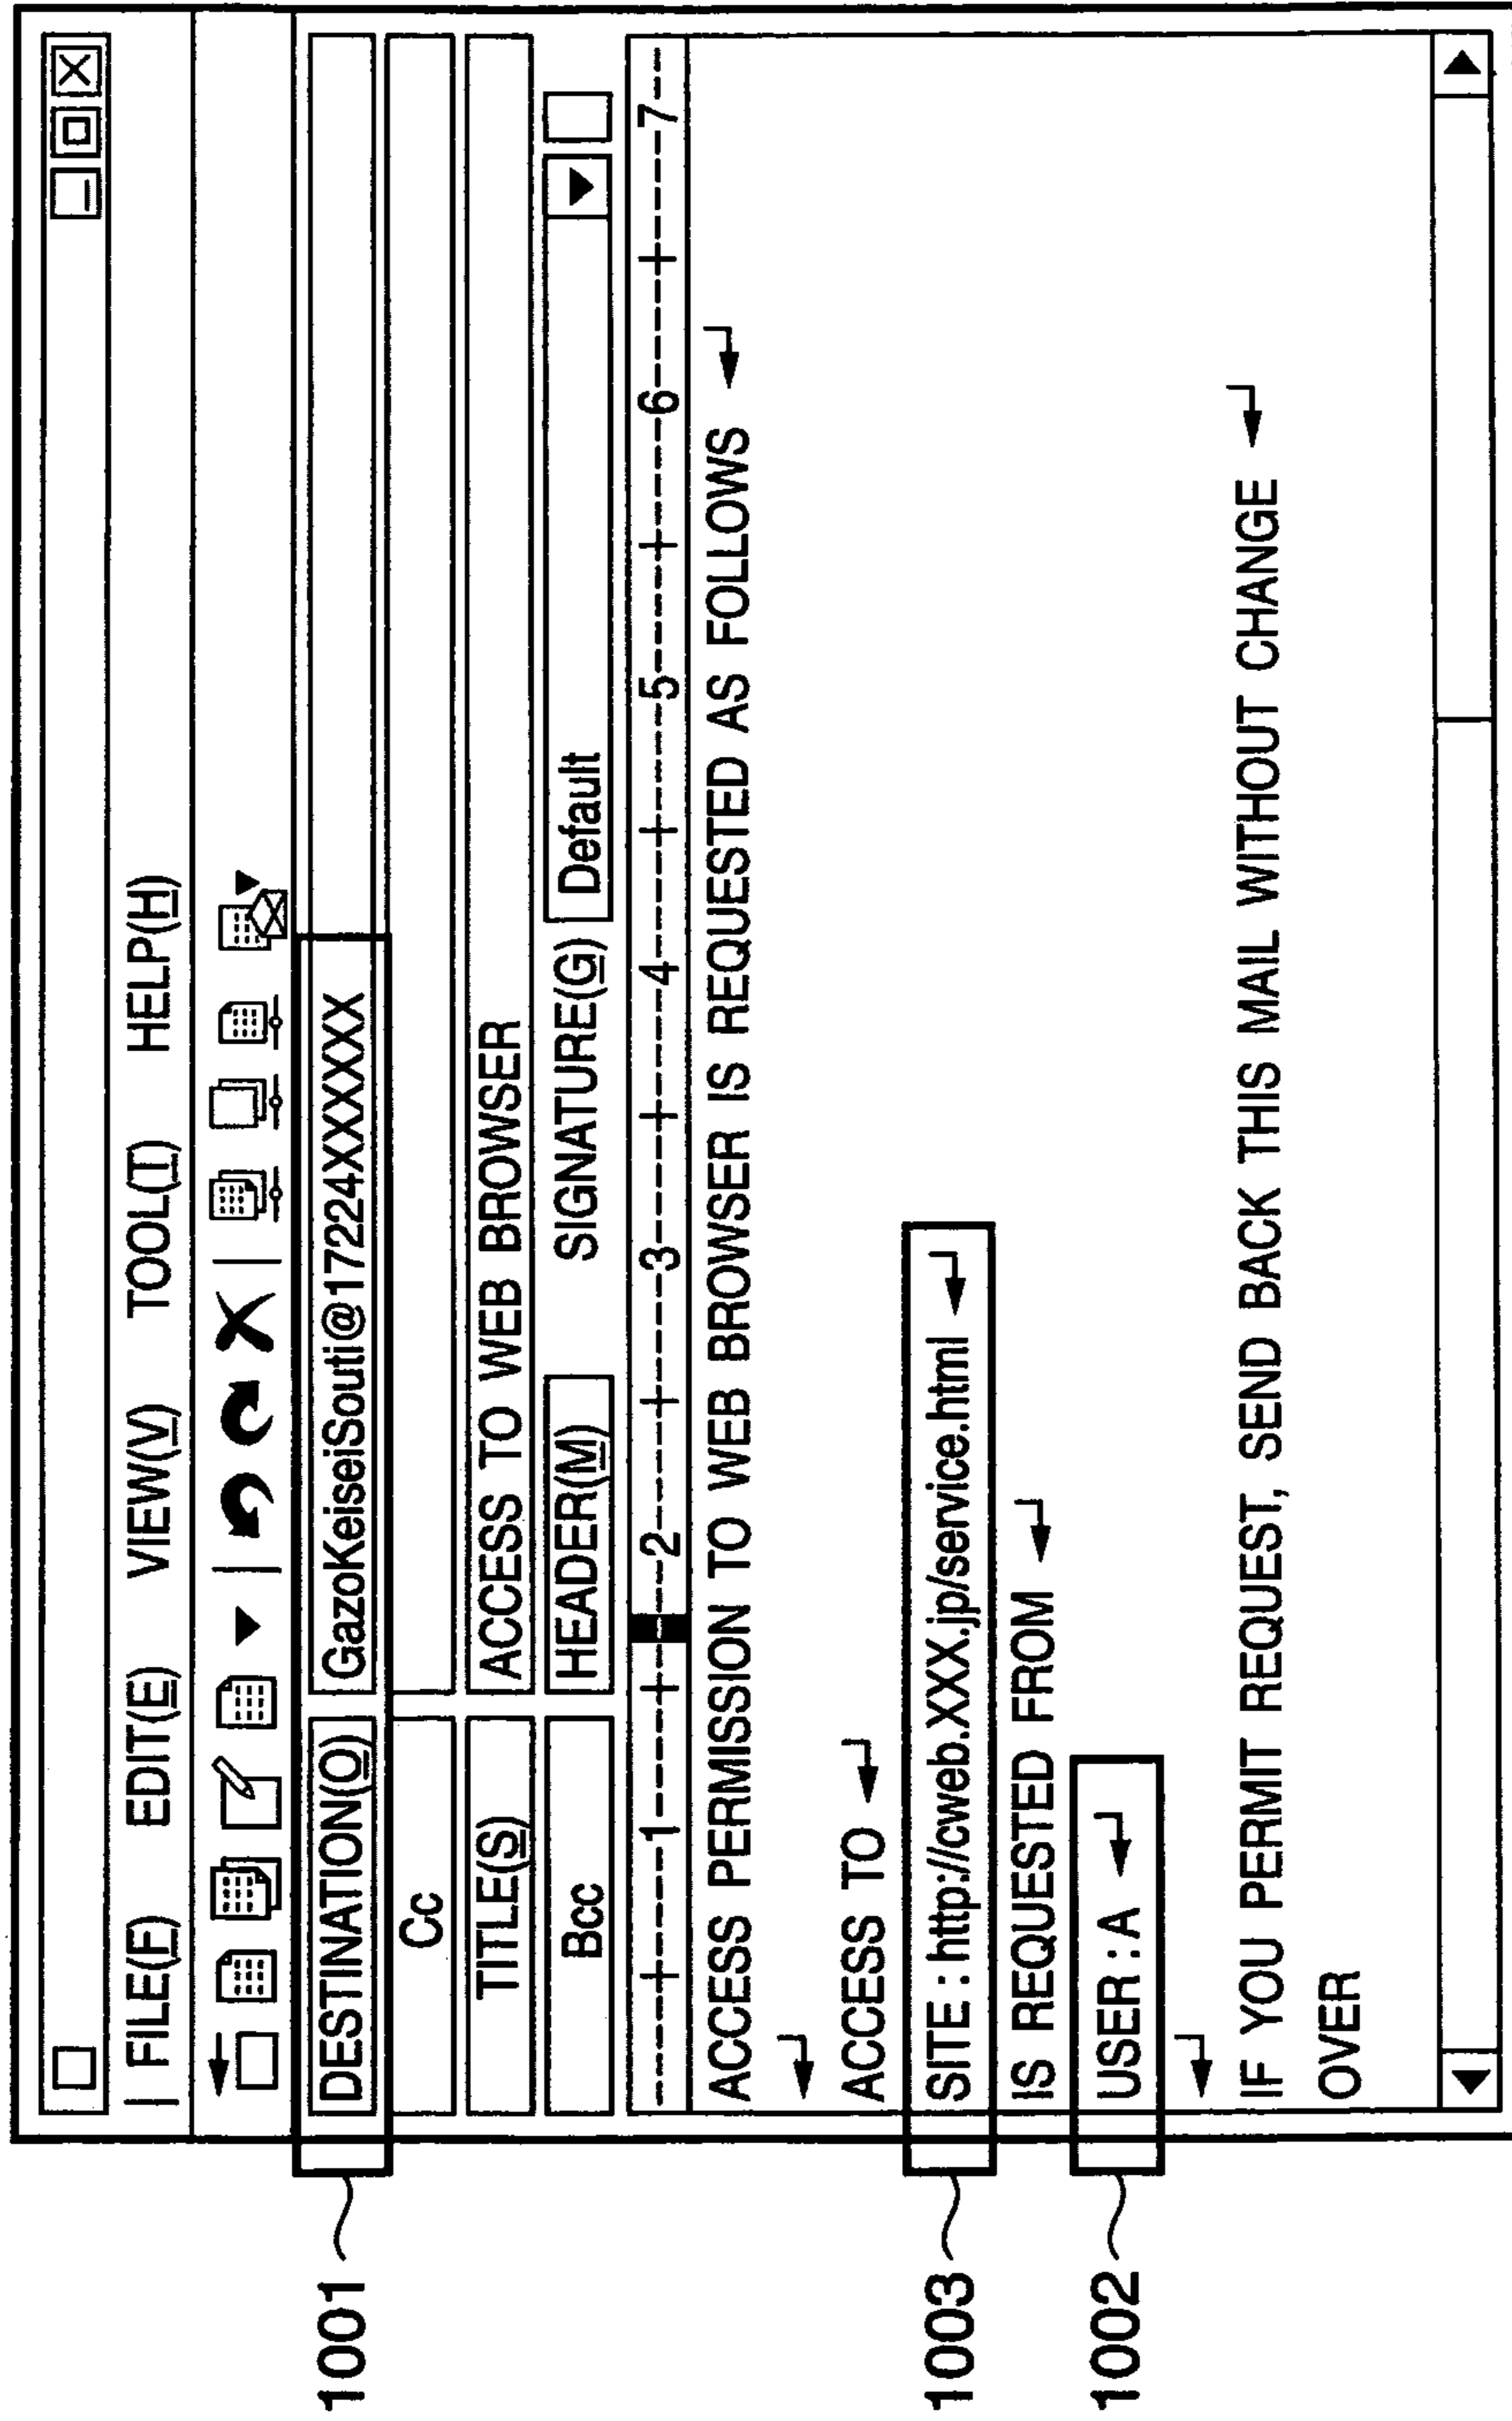 FILE(F) EDIT(E) VIEW(V) TOOL(T) HELP(H)
1001
DESTINATION(O) GazoKeiseiSouti@17224XXXXXX
Cc
TITLE(S) ACCESS TO WEB BROWSER
Bcc HEADER(M) SIGNATURE(G) Default
1 2 3 4 5 6 7
ACCESS PERMISSION TO WEB BROWSER IS REQUESTED AS FOLLOWS
ACCESS TO
1003
SITE : http://cweb.XXX.jp/service.html
IS REQUESTED FROM
1002
USER : A
IF YOU PERMIT REQUEST, SEND BACK THIS MAIL WITHOUT CHANGE
OVER